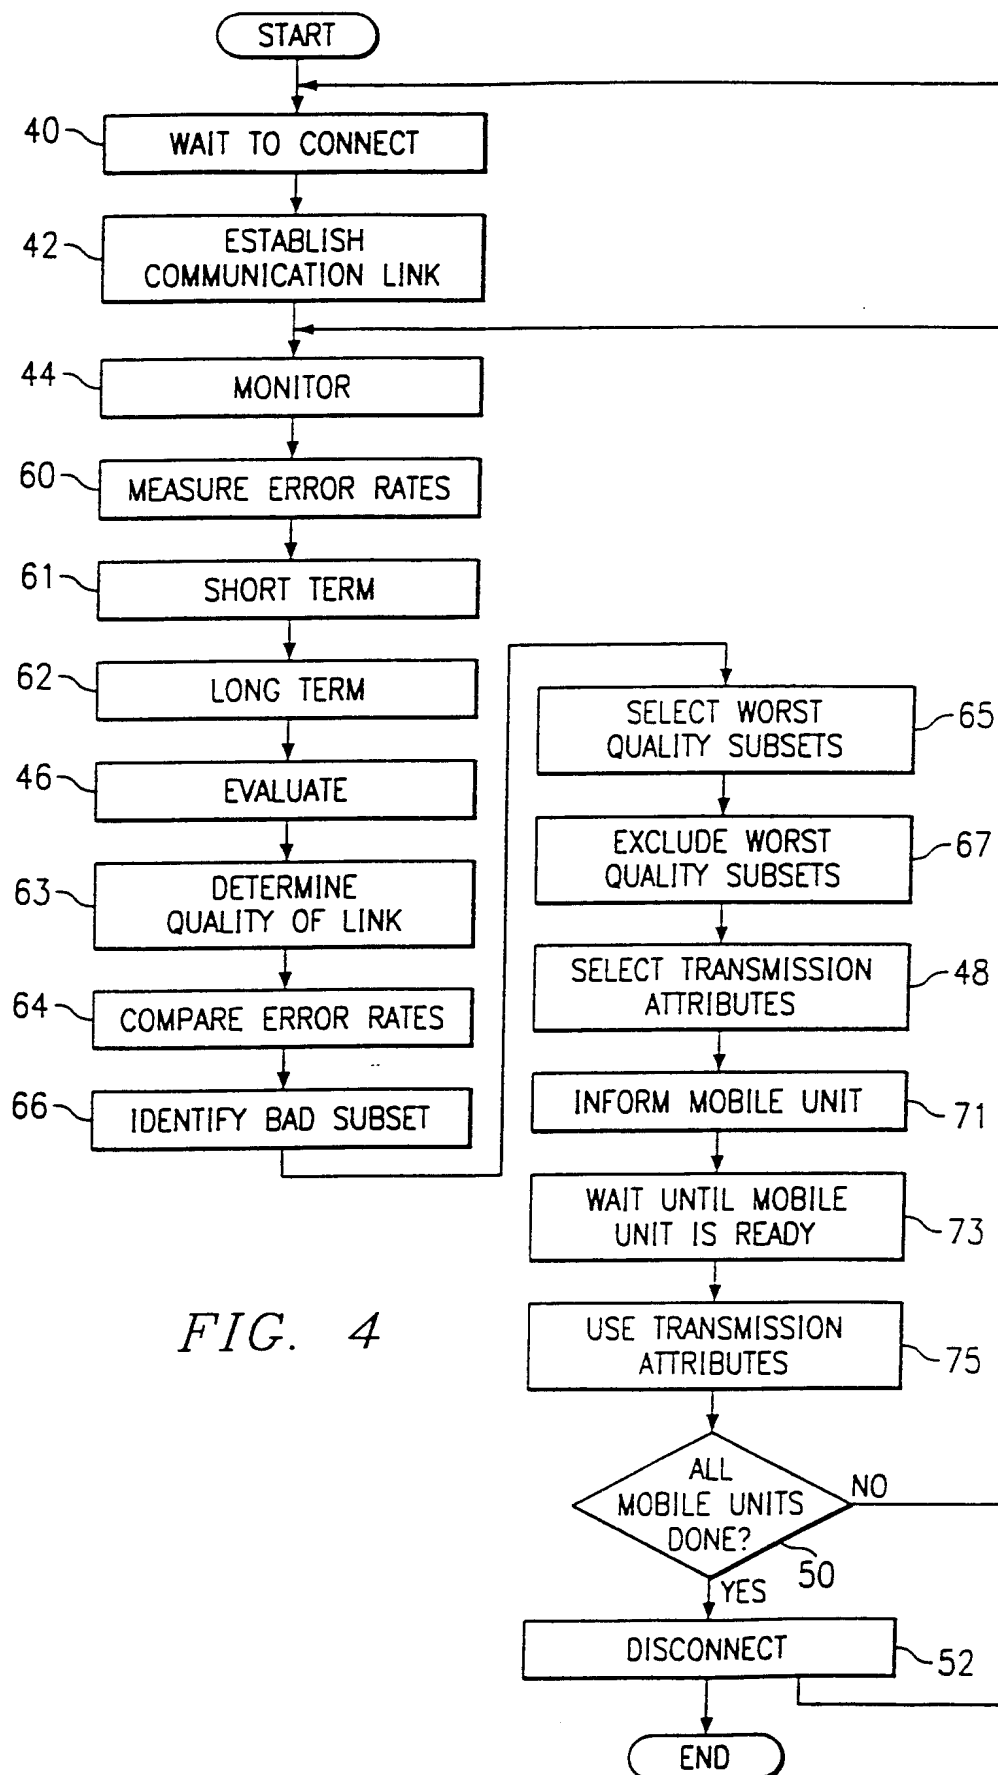 START
40
WAIT TO CONNECT
42
ESTABLISH
COMMUNICATION LINK
44
MONITOR
60
MEASURE ERROR RATES
61
SHORT TERM
62
LONG TERM
46
EVALUATE
63
DETERMINE
QUALITY OF LINK
64
COMPARE ERROR RATES
66
IDENTIFY BAD SUBSET
SELECT WORST
QUALITY SUBSETS
65
EXCLUDE WORST
QUALITY SUBSETS
67
SELECT TRANSMISSION
ATTRIBUTES
48
INFORM MOBILE UNIT
71
WAIT UNTIL MOBILE
UNIT IS READY
73
USE TRANSMISSION
ATTRIBUTES
75
ALL
MOBILE UNITS
DONE?
NO
50
YES
DISCONNECT
52
END
FIG. 4